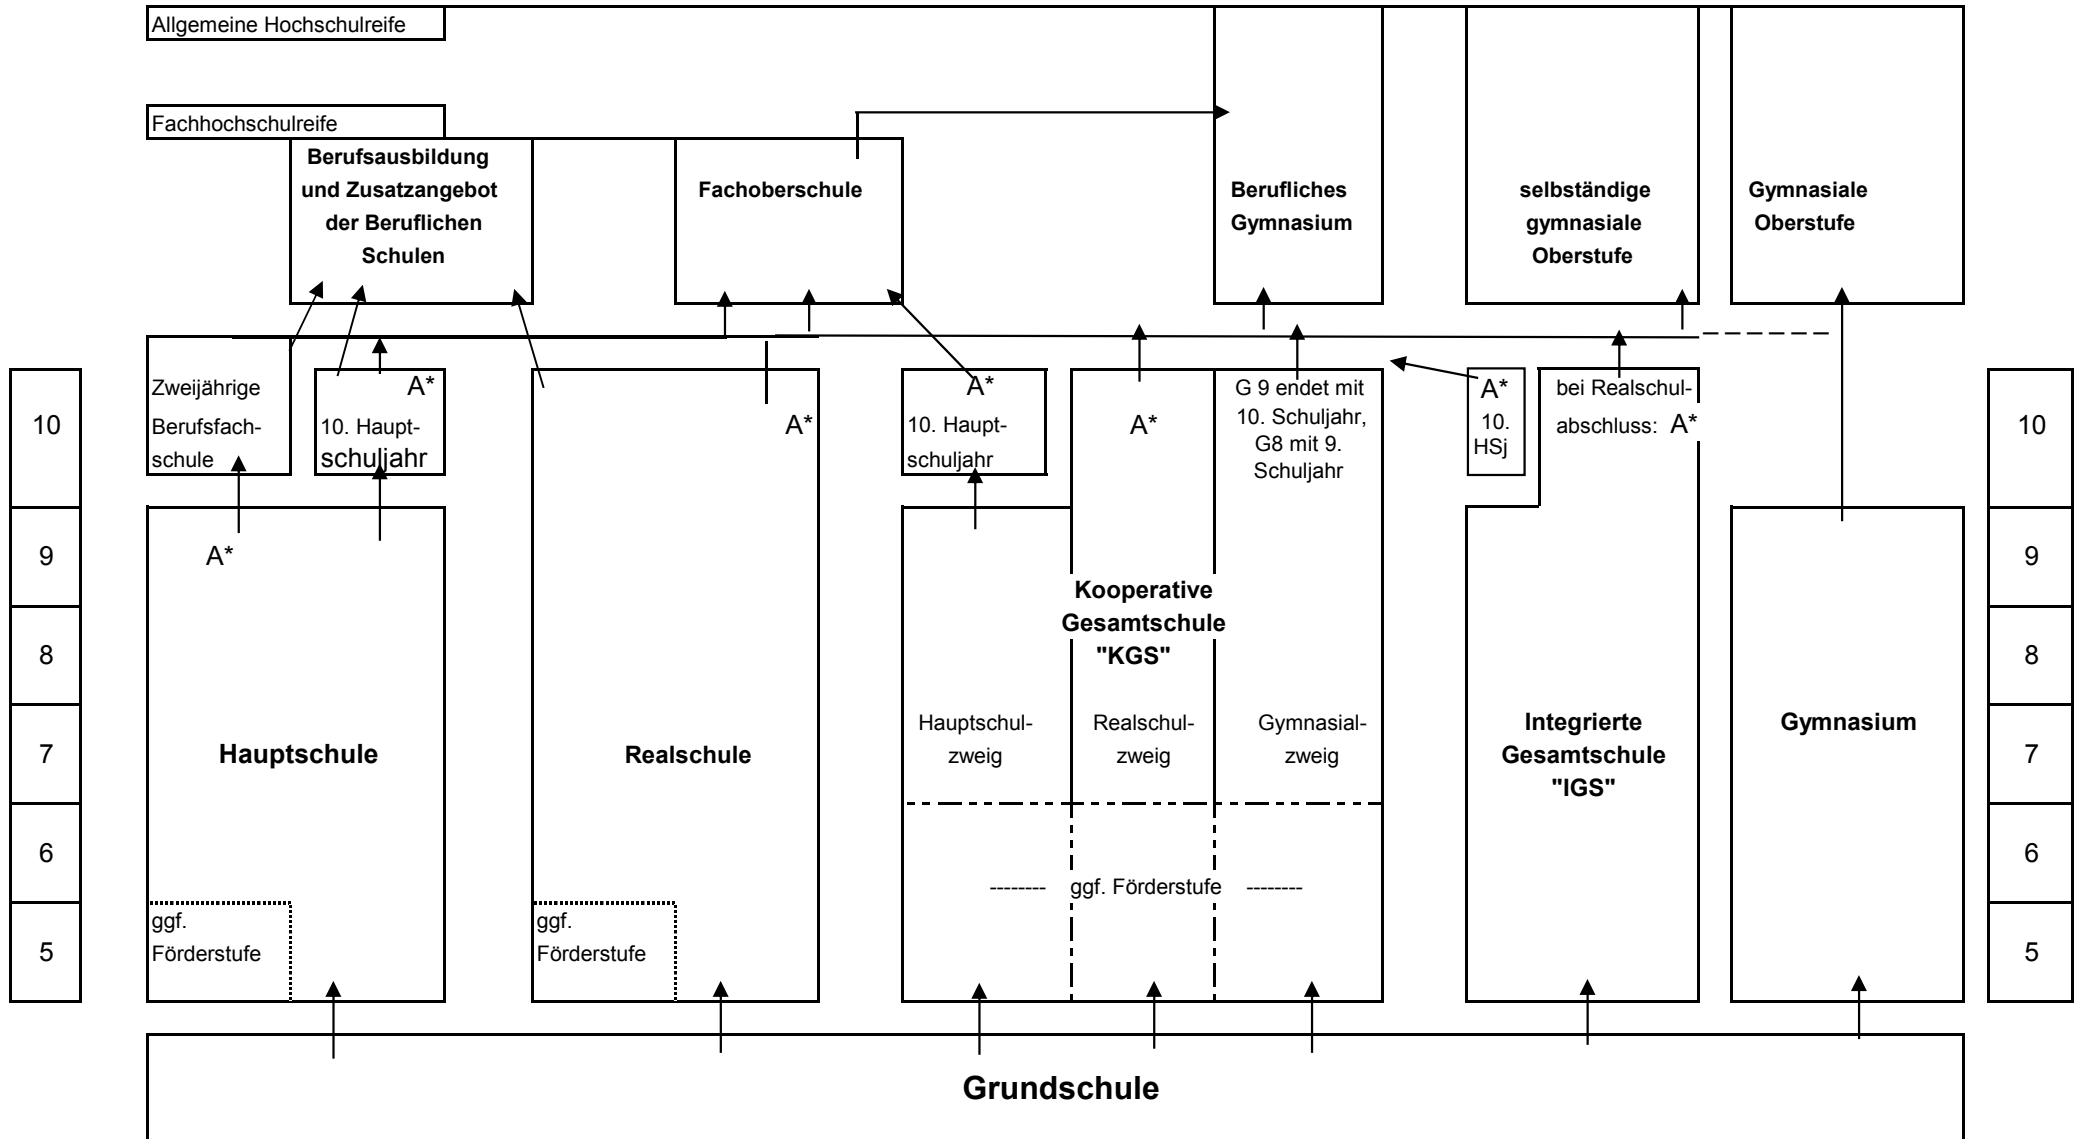 Allgemeine Hochschulreife
Fachhochschulreife
Berufsausbildung
und Zusatzangebot
der Beruflichen
Schulen
Fachoberschule
Berufliches
Gymnasium
selbständige
gymnasiale
Oberstufe
Gymnasiale
Oberstufe
10
9
8
7
6
5
Zweijährige
Berufsfach-
schule
A*
10. Haupt-
schuljahr
A*
A*
10. Haupt-
schuljahr
A*
G 9 endet mit
10. Schuljahr,
G8 mit 9.
Schuljahr
A*
10.
HSj
bei Realschul-
abschluss: A*
A*
Hauptschule
ggf.
Förderstufe
Realschule
ggf.
Förderstufe
Kooperative
Gesamtschule
"KGS"
Hauptschul-
zweig
Realschul-
zweig
Gymnasial-
zweig
-------- ggf. Förderstufe --------
Integrierte
Gesamtschule
"IGS"
Gymnasium
10
9
8
7
6
5
Grundschule